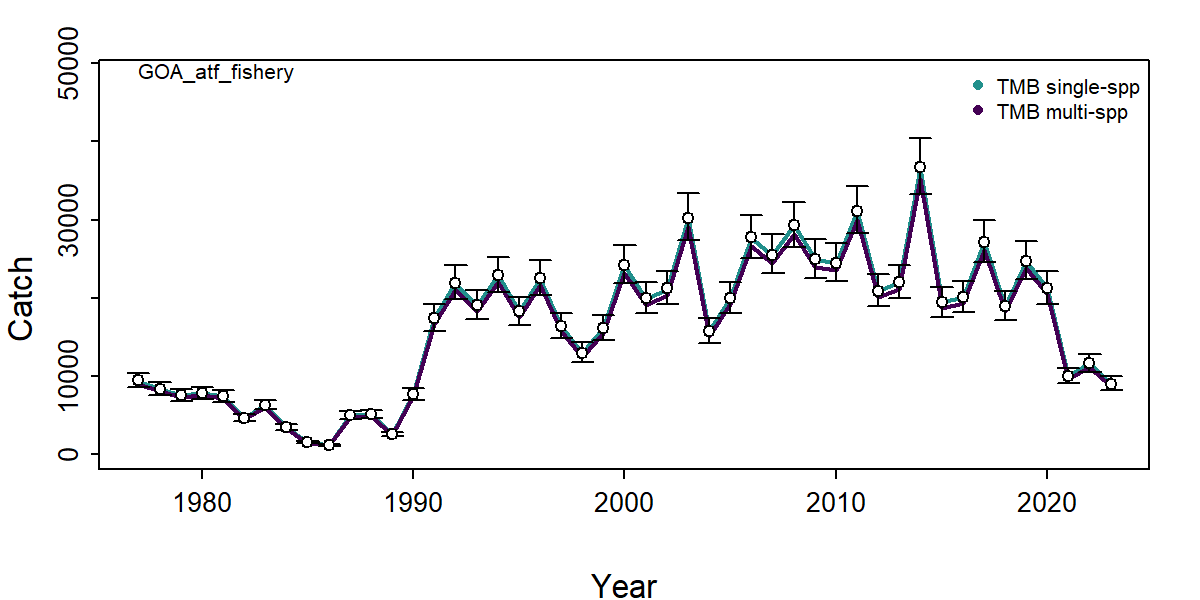 GOA_atf_fishery
TMB single-spp
TMB multi-spp
50000
30000
10000
0
Catch
1980 1990 2000 2010 2020
Year